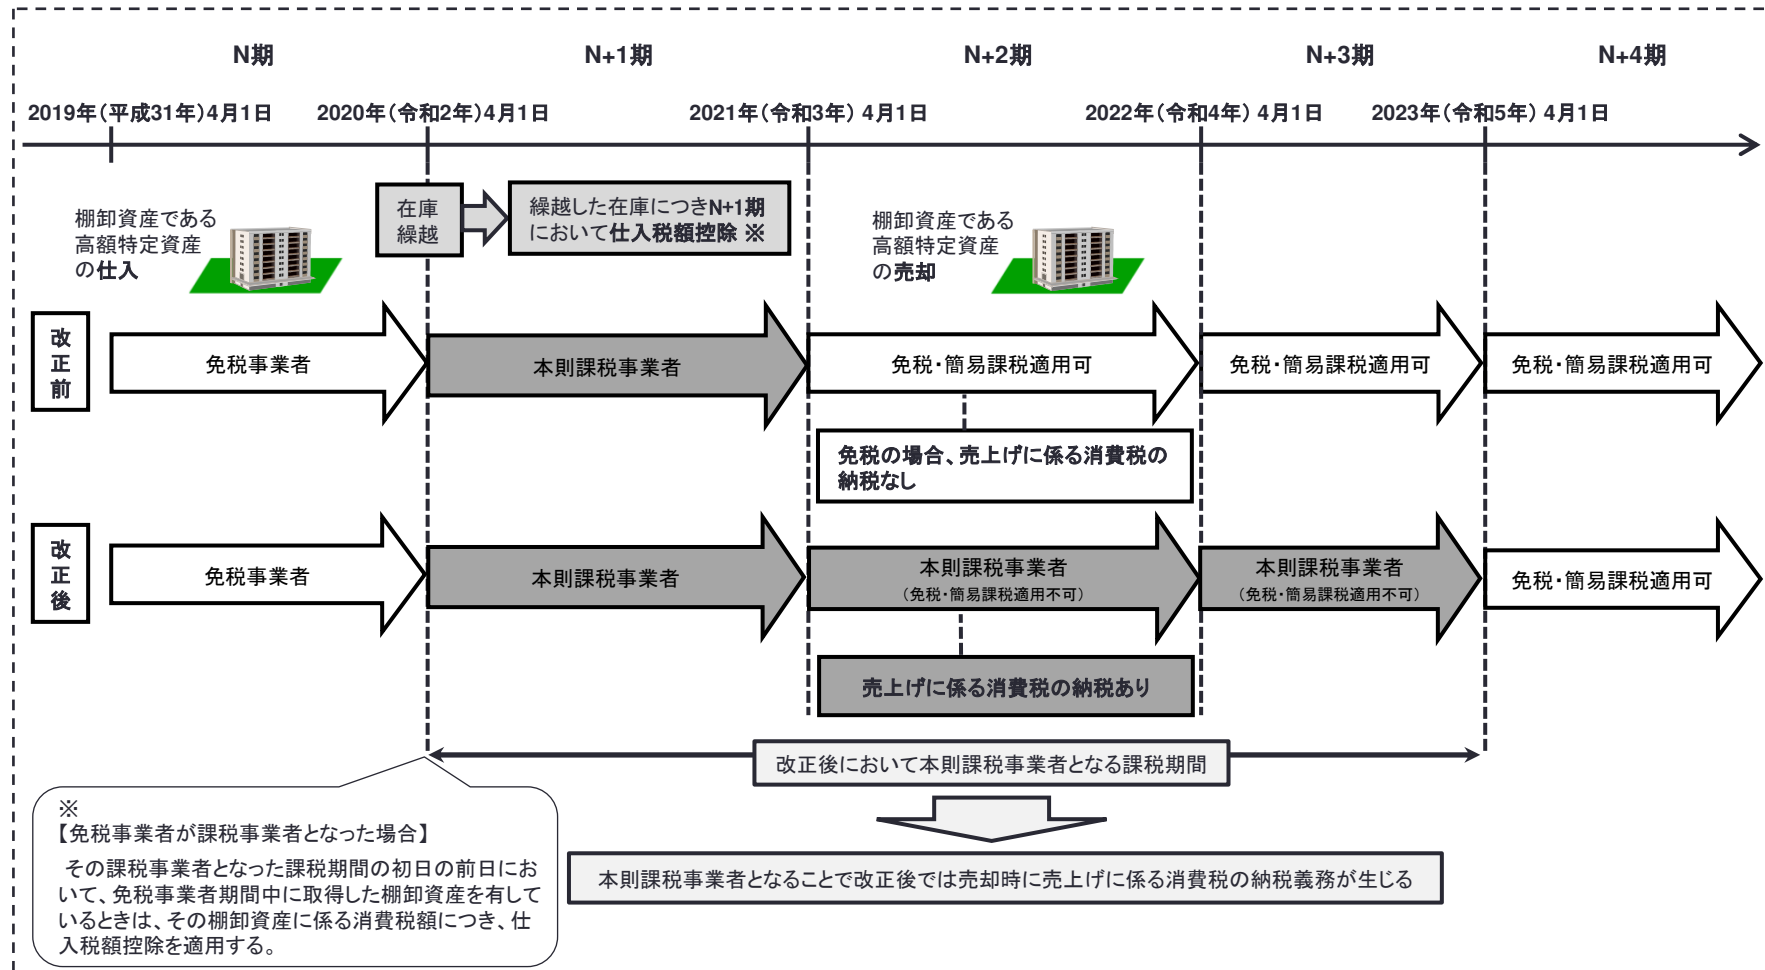 N期
N+1期
N+2期
N+3期
N+4期
2019年(平成31年)4月1日
2020年(令和2年)4月1日
2021年(令和3年) 4月1日
2022年(令和4年) 4月1日
2023年(令和5年) 4月1日
棚卸資産である
高額特定資産
の仕入
在庫
繰越
繰越した在庫につきN+1期
において仕入税額控除 ※
棚卸資産である
高額特定資産
の売却
改
正
前
免税事業者
本則課税事業者
免税・簡易課税適用可
免税・簡易課税適用可
免税・簡易課税適用可
免税の場合、売上げに係る消費税の
納税なし
改
正
後
免税事業者
本則課税事業者
本則課税事業者
(免税・簡易課税適用不可)
本則課税事業者
(免税・簡易課税適用不可)
免税・簡易課税適用可
売上げに係る消費税の納税あり
改正後において本則課税事業者となる課税期間
※
【免税事業者が課税事業者となった場合】
その課税事業者となった課税期間の初日の前日にお
いて、免税事業者期間中に取得した棚卸資産を有して
いるときは、その棚卸資産に係る消費税額につき、仕
入税額控除を適用する。
本則課税事業者となることで改正後では売却時に売上げに係る消費税の納税義務が生じる